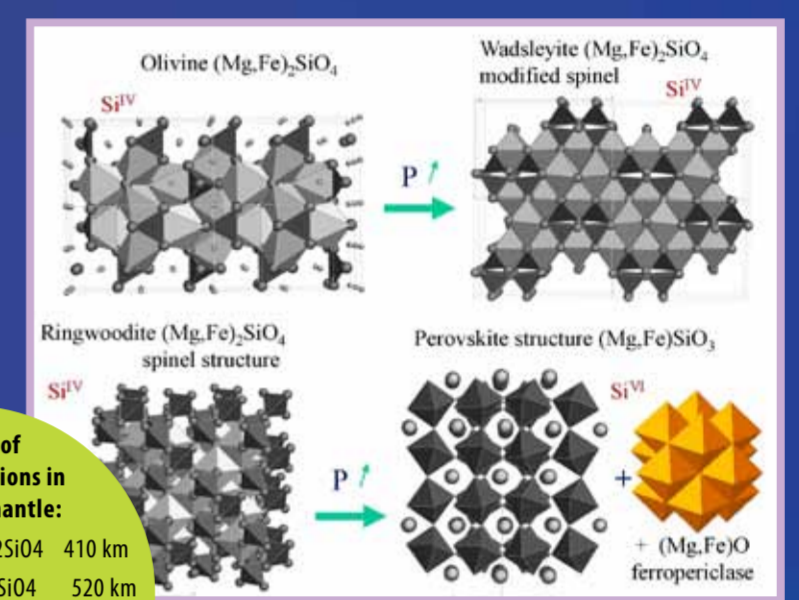 Olivine (Mg,Fe)₂SiO₄
Si^IV
P
Wadsleyite (Mg,Fe)₂SiO₄
modified spinel
Si^IV
Ringwoodite (Mg,Fe)₂SiO₄
spinel structure
Si^IV
P
Perovskite structure (Mg,Fe)SiO₃
Si^VI
+
+ (Mg,Fe)O
ferropericlase
of
ions in
antle:
2SiO4 410 km
SiO4 520 km